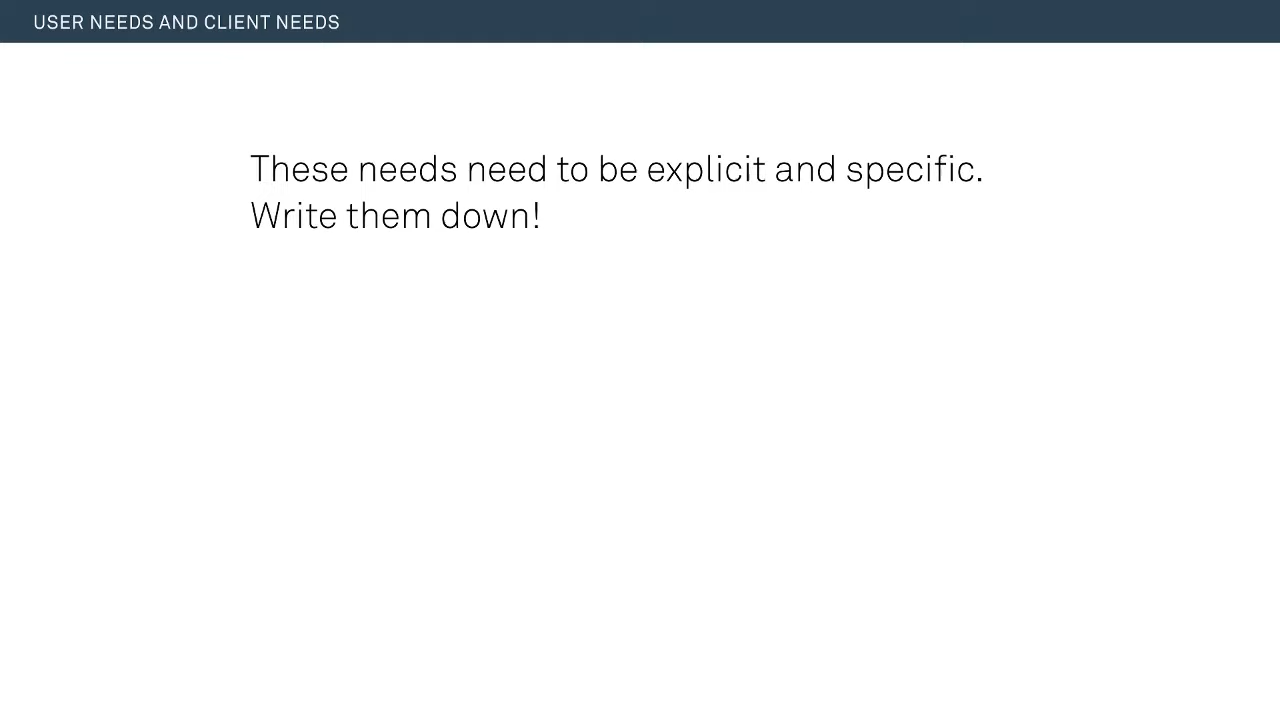 USER NEEDS AND CLIENT NEEDS
These needs need to be explicit and specific.
Write them down!